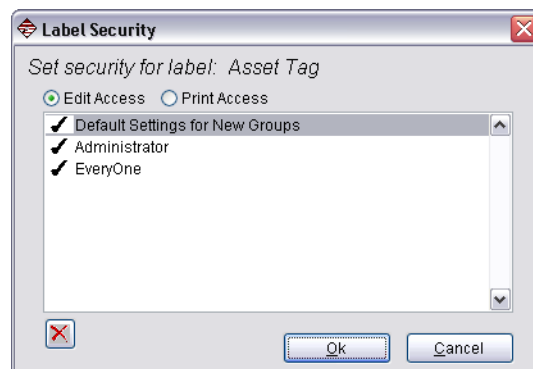 Label Security
Set security for label: Asset Tag
Edit Access Print Access
Default Settings for New Groups
Administrator
EveryOne
Ok Cancel